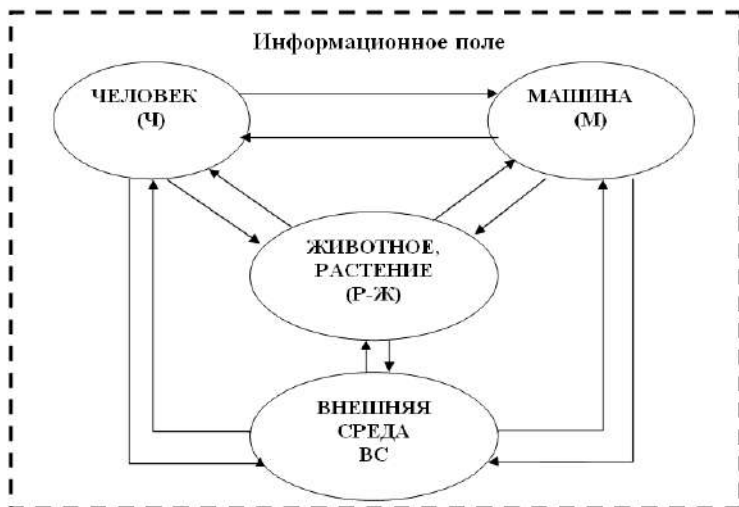 Информационное поле
ЧЕЛОВЕК
(Ч)
МАШИНА
(М)
ЖИВОТНОЕ,
РАСТЕНИЕ
(Р-Ж)
ВНЕШНЯЯ
СРЕДА
ВС